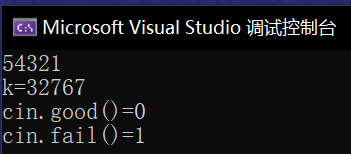 Microsoft Visual Studio 调试控制台
54321
k=32767
cin.good()=0
cin.fail()=1